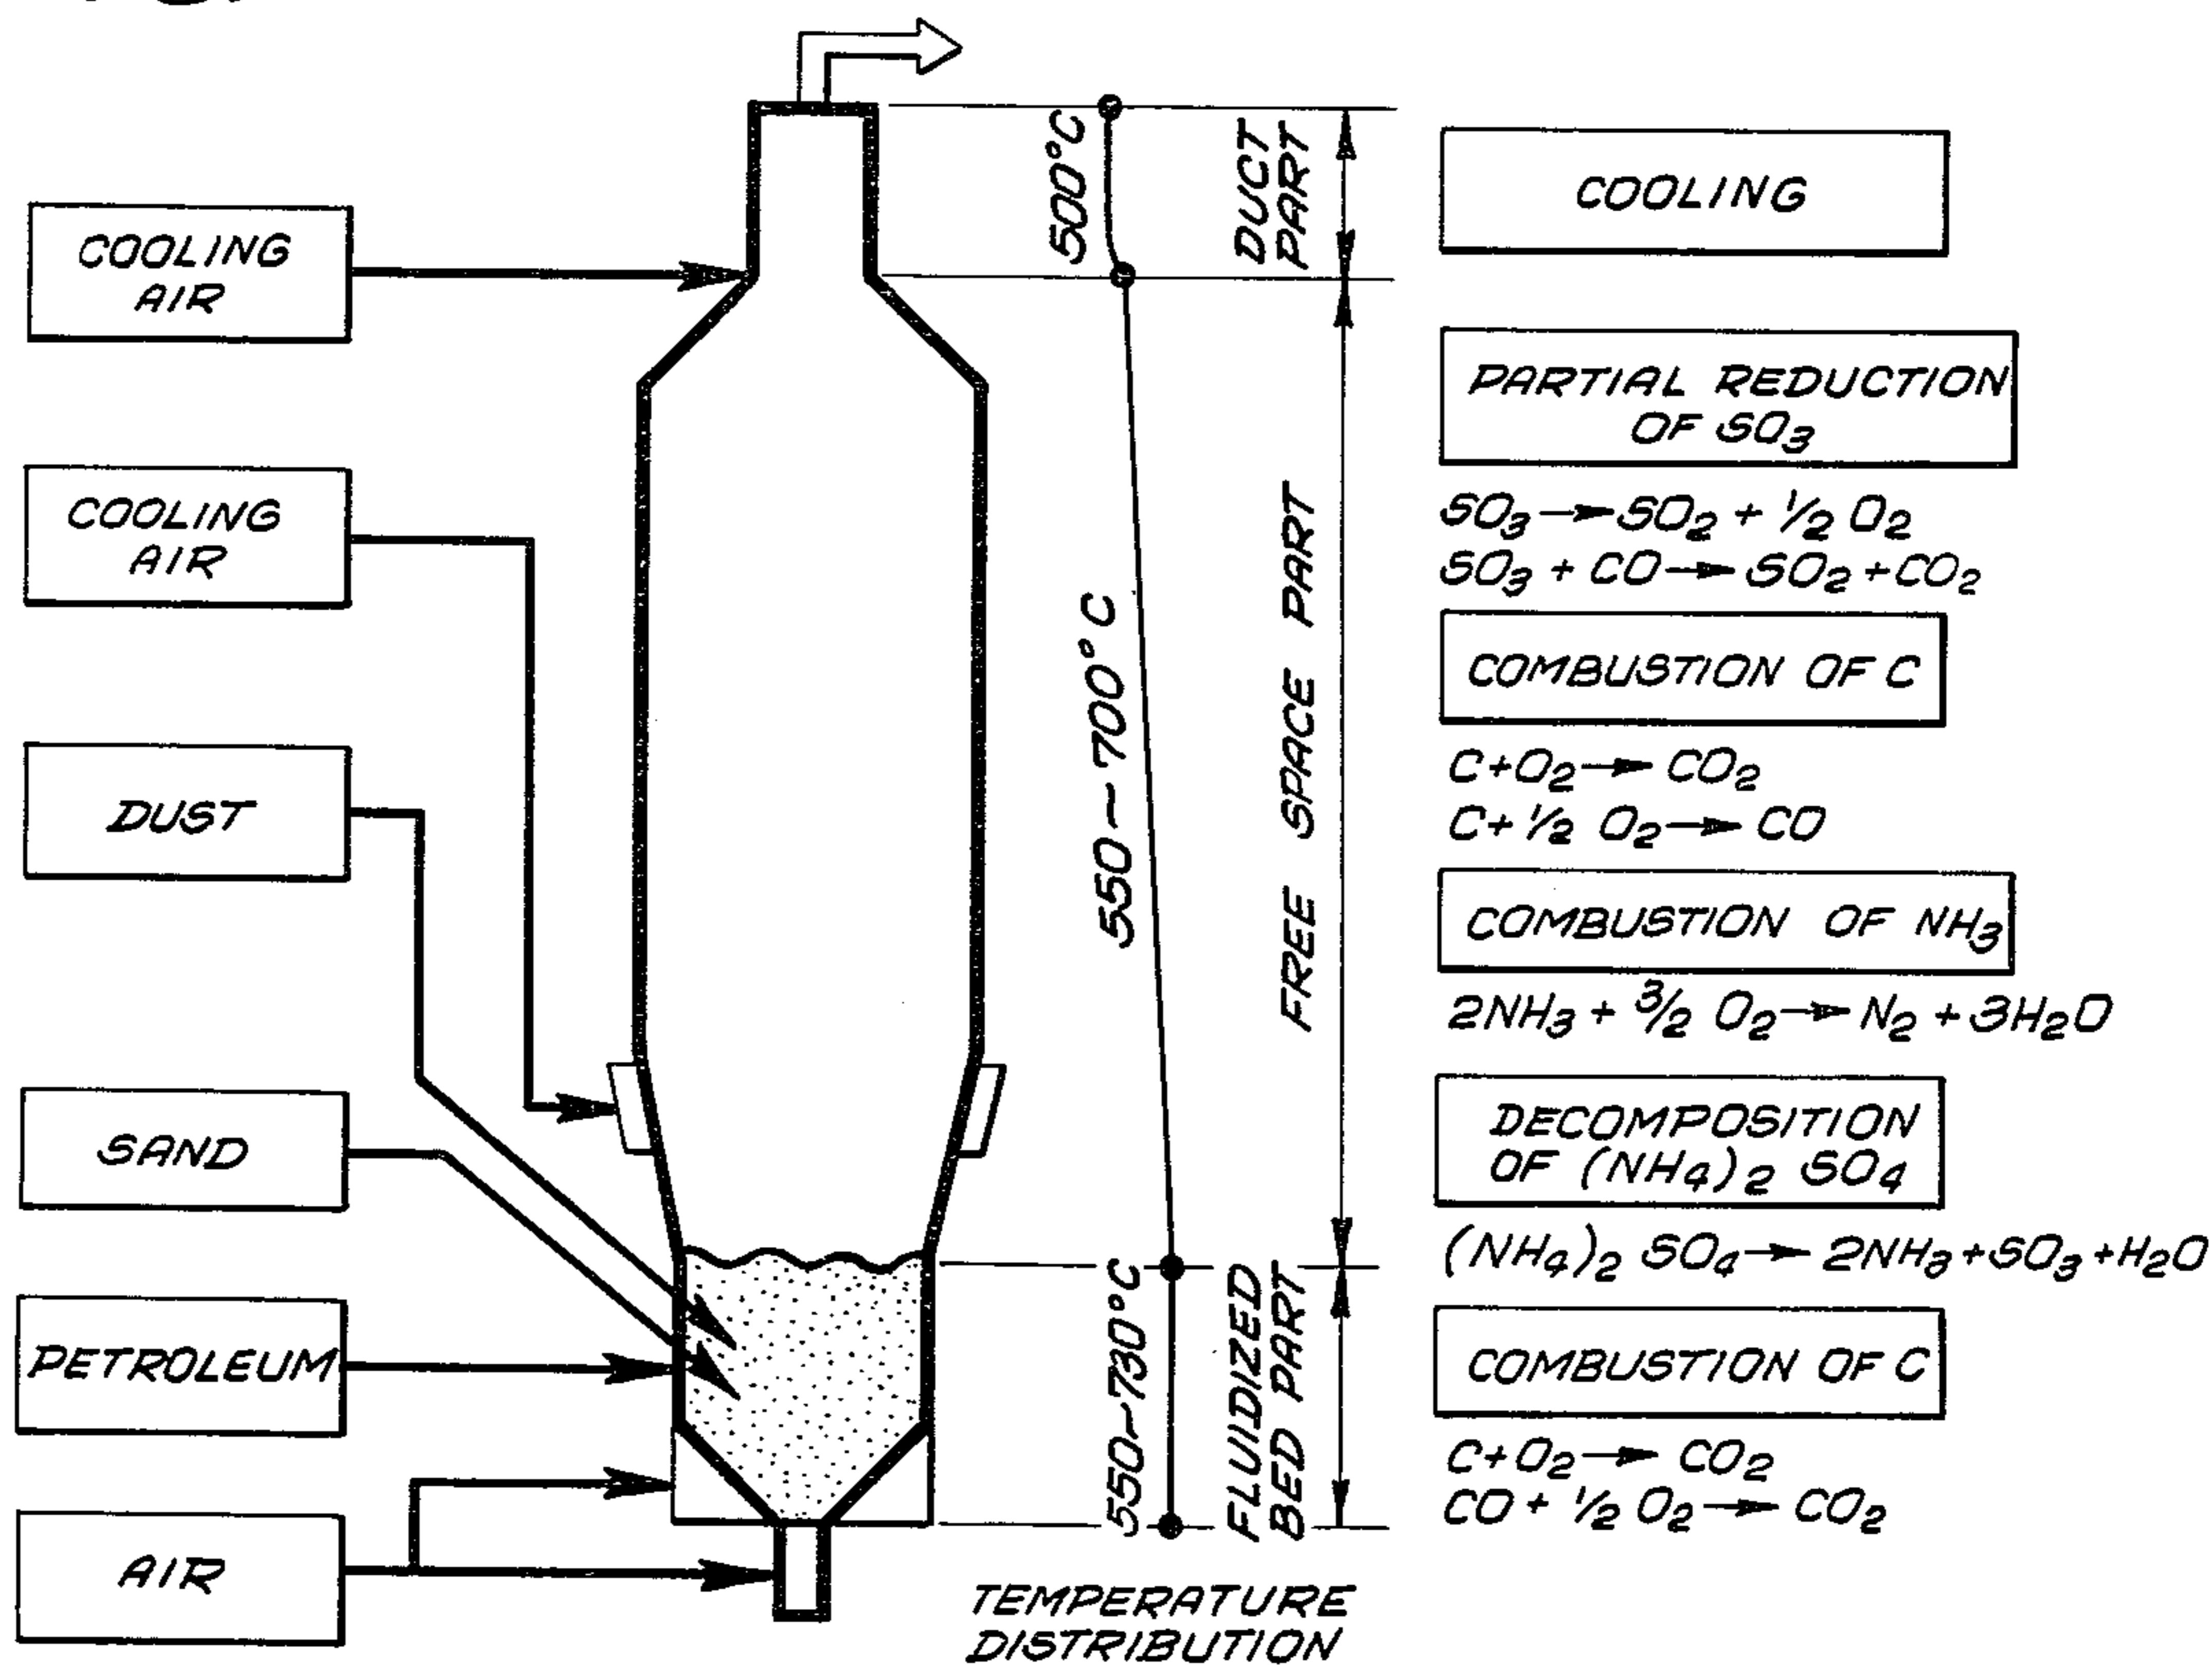 COOLING
AIR
COOLING
AIR
DUST
SAND
PETROLEUM
AIR
500°C
550~700°C
550~730°C
TEMPERATURE
DISTRIBUTION
DUCT
PART
FREE SPACE PART
FLUIDIZED
BED PART
COOLING
PARTIAL REDUCTION
OF SO₃
SO₃→SO₂ + ½ O₂
SO₃ + CO→SO₂ + CO₂
COMBUSTION OF C
C+O₂→CO₂
C+ ½ O₂→CO
COMBUSTION OF NH₃
2NH₃ + 3/2 O₂→N₂ + 3H₂O
DECOMPOSITION
OF (NH₄)₂ SO₄
(NH₄)₂ SO₄→2NH₃+SO₃+H₂O
COMBUSTION OF C
C+O₂→CO₂
CO+ ½ O₂→CO₂